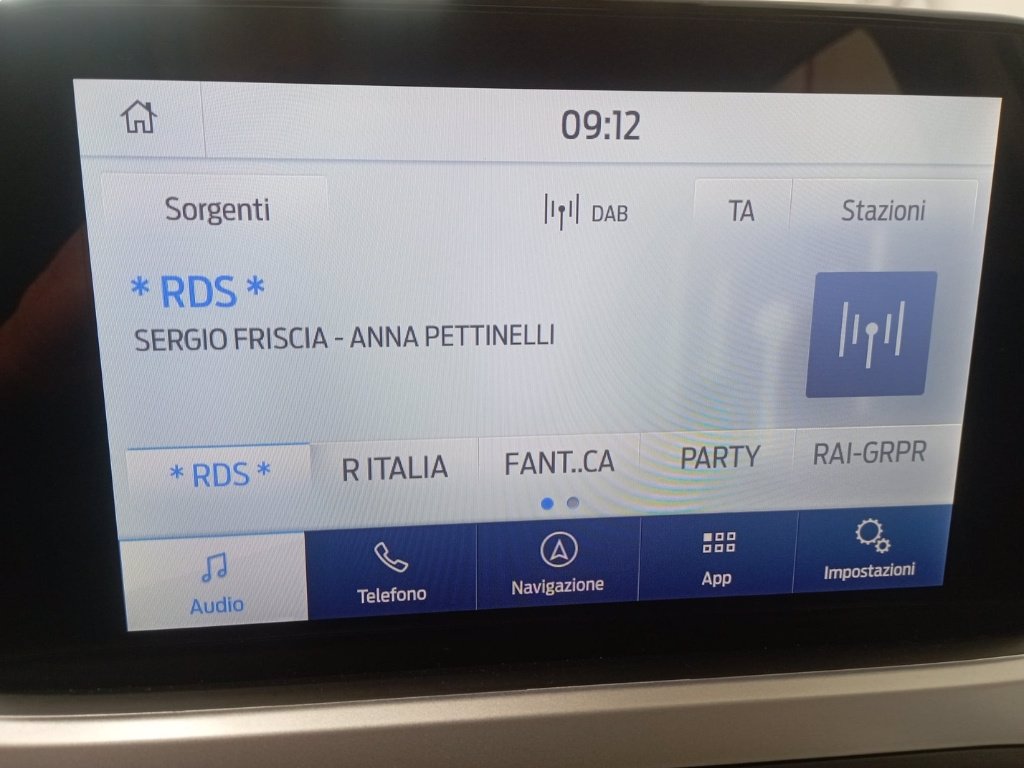 09:12
Sorgenti DAB TA Stazioni
* RDS *
SERGIO FRISCIA - ANNA PETTINELLI
* RDS * R ITALIA FANT..CA PARTY RAI-GRPR
Audio Telefono Navigazione App Impostazioni